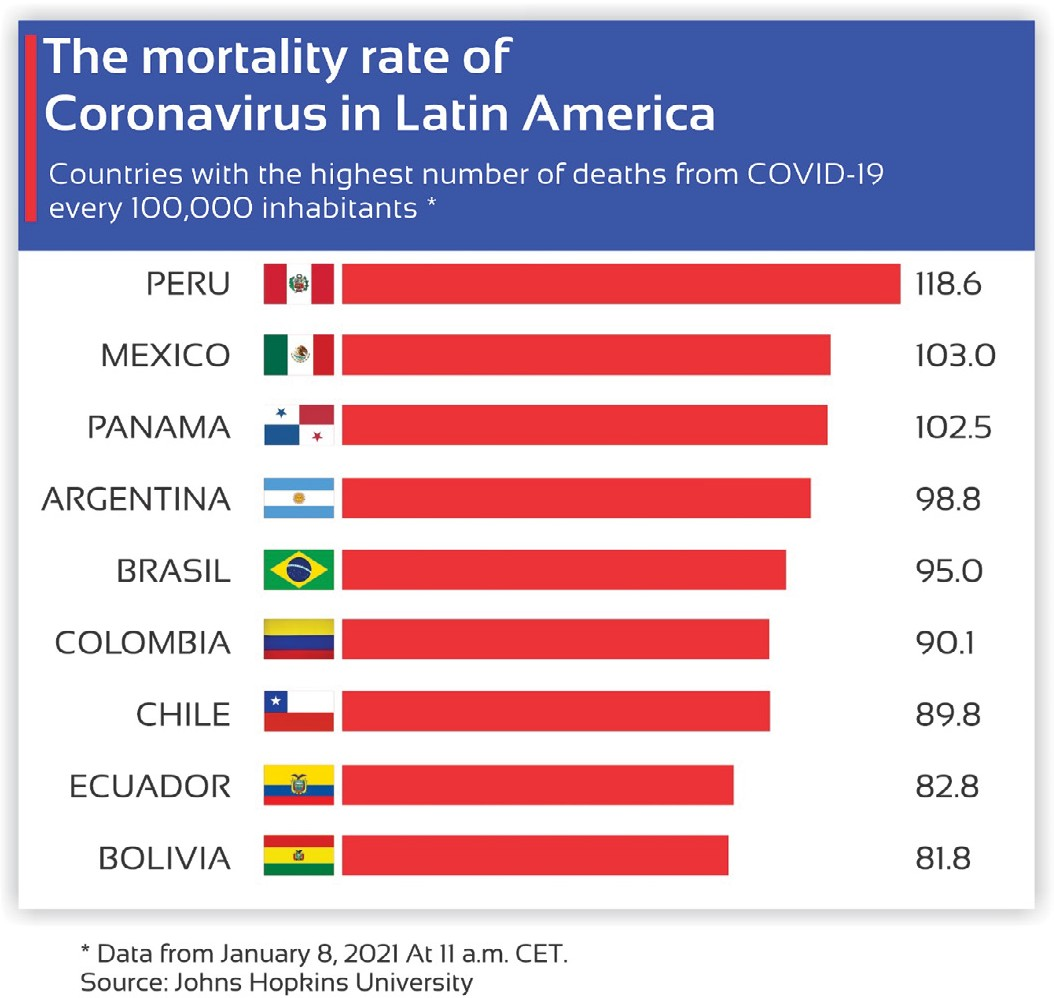 The mortality rate of
Coronavirus in Latin America
Countries with the highest number of deaths from COVID-19
every 100,000 inhabitants *
PERU 118.6
MEXICO 103.0
PANAMA 102.5
ARGENTINA 98.8
BRASIL 95.0
COLOMBIA 90.1
CHILE 89.8
ECUADOR 82.8
BOLIVIA 81.8
* Data from January 8, 2021 At 11 a.m. CET.
Source: Johns Hopkins University